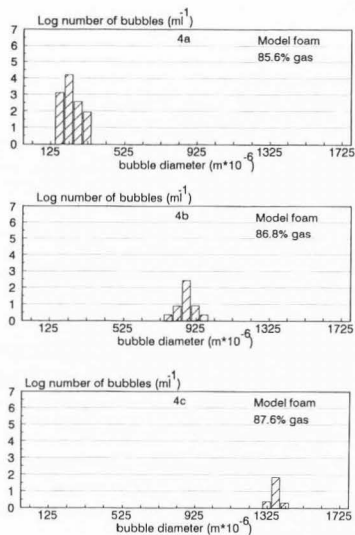 Log number of bubbles (ml⁻¹)
4a
Model foam
85.6% gas
7
6
5
4
3
2
1
0
125 525 925 1325 1725
bubble diameter (m*10⁻⁶)
Log number of bubbles (ml⁻¹)
4b
Model foam
86.8% gas
7
6
5
4
3
2
1
0
125 525 925 1325 1725
bubble diameter (m*10⁻⁶)
Log number of bubbles (ml⁻¹)
4c
Model foam
87.6% gas
7
6
5
4
3
2
1
0
125 525 925 1325 1725
bubble diameter (m*10⁻⁶)